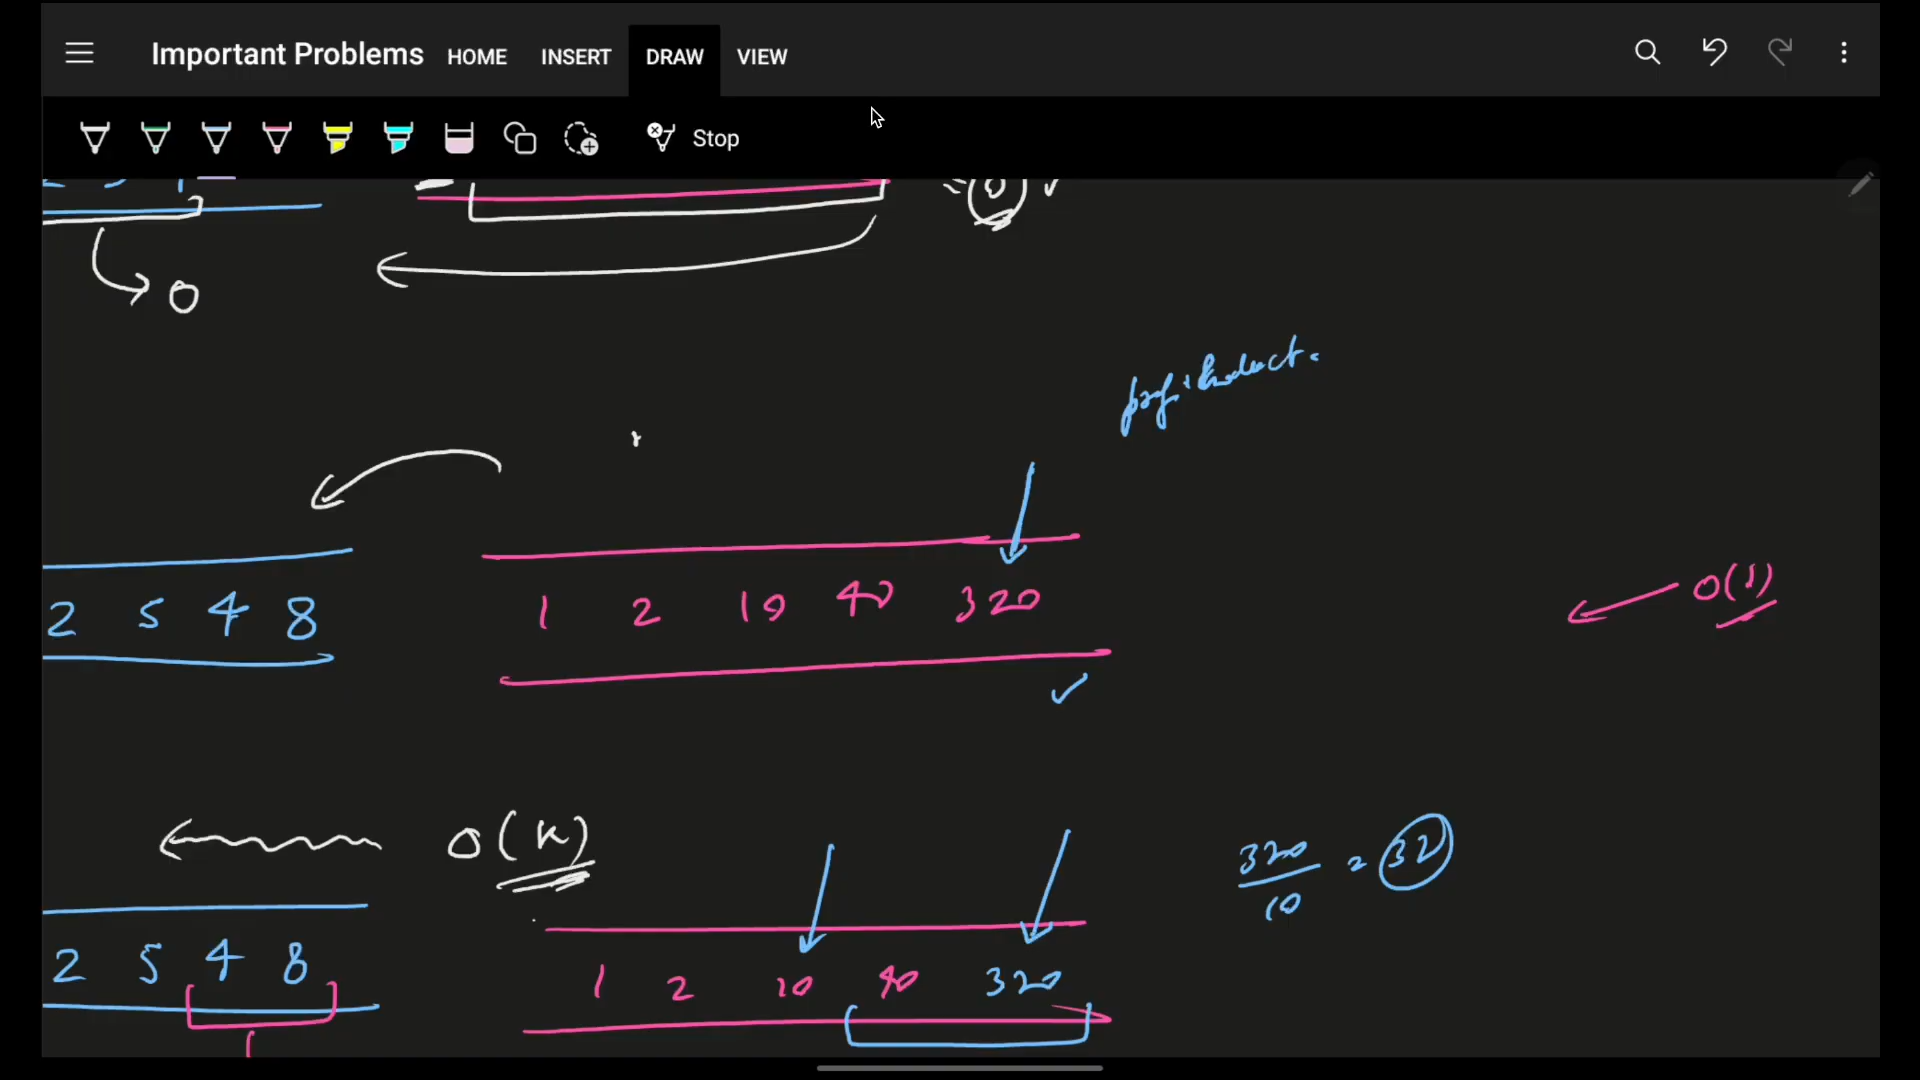 Important Problems HOME INSERT DRAW VIEW
Stop
0
product.
2 5 4 8 1 2 10 40 320 O(1)
O(K)
320/10 = 32
2 5 4 8 1 2 10 40 320